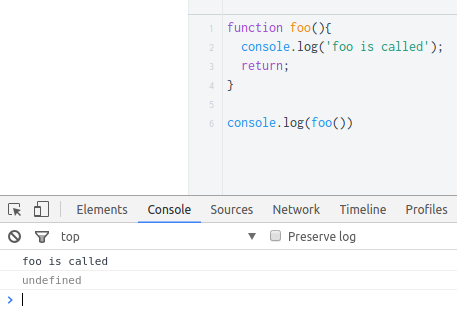 1 function foo(){
2   console.log('foo is called');
3   return;
4 }
5
6 console.log(foo())
Elements Console Sources Network Timeline Profiles
top Preserve log
foo is called
undefined
>